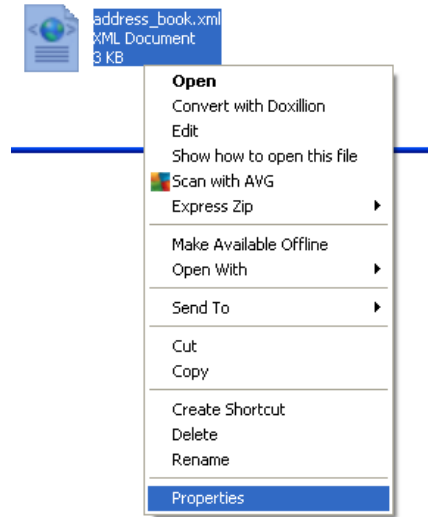 address_book.xml
XML Document
3 KB
Open
Convert with Doxillion
Edit
Show how to open this file
Scan with AVG
Express Zip
Make Available Offline
Open With
Send To
Cut
Copy
Create Shortcut
Delete
Rename
Properties